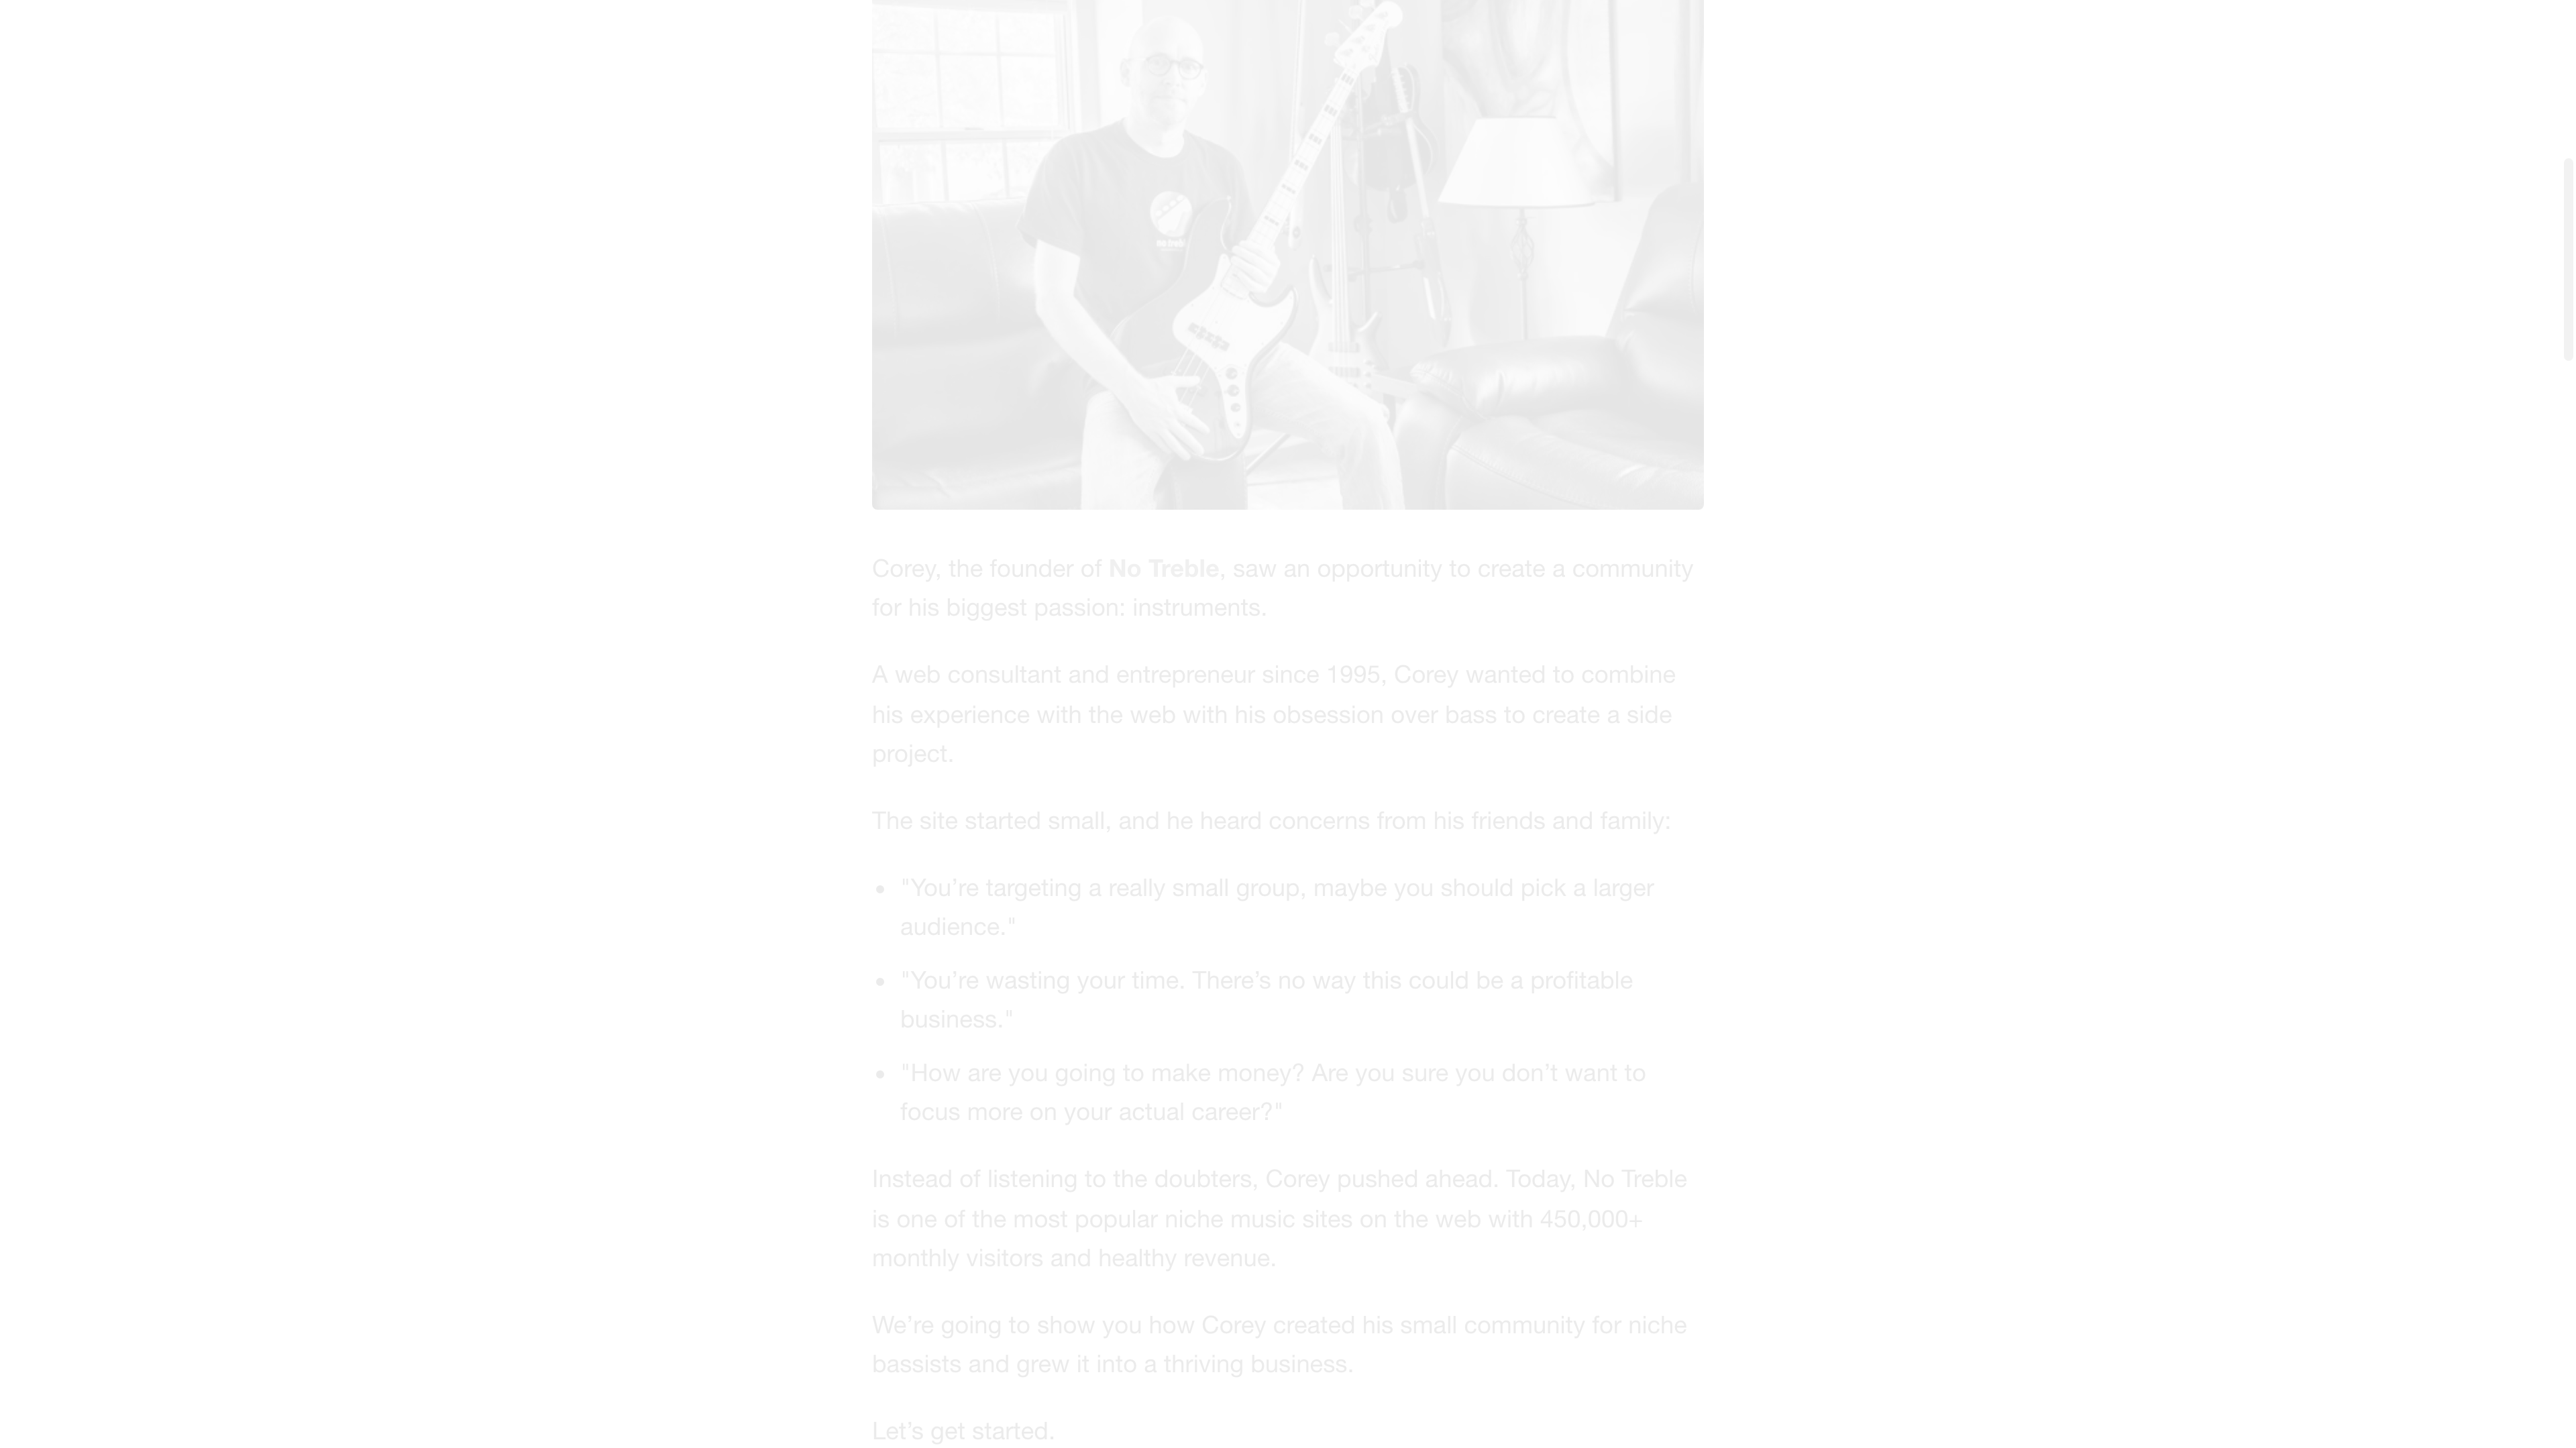 no treble
Corey, the founder of No Treble, saw an opportunity to create a community
for his biggest passion: instruments.
A web consultant and entrepreneur since 1995, Corey wanted to combine
his experience with the web with his obsession over bass to create a side
project.
The site started small, and he heard concerns from his friends and family:
• "You’re targeting a really small group, maybe you should pick a larger
audience."
• "You’re wasting your time. There’s no way this could be a profitable
business."
• "How are you going to make money? Are you sure you don’t want to
focus more on your actual career?"
Instead of listening to the doubters, Corey pushed ahead. Today, No Treble
is one of the most popular niche music sites on the web with 450,000+
monthly visitors and healthy revenue.
We’re going to show you how Corey created his small community for niche
bassists and grew it into a thriving business.
Let’s get started.